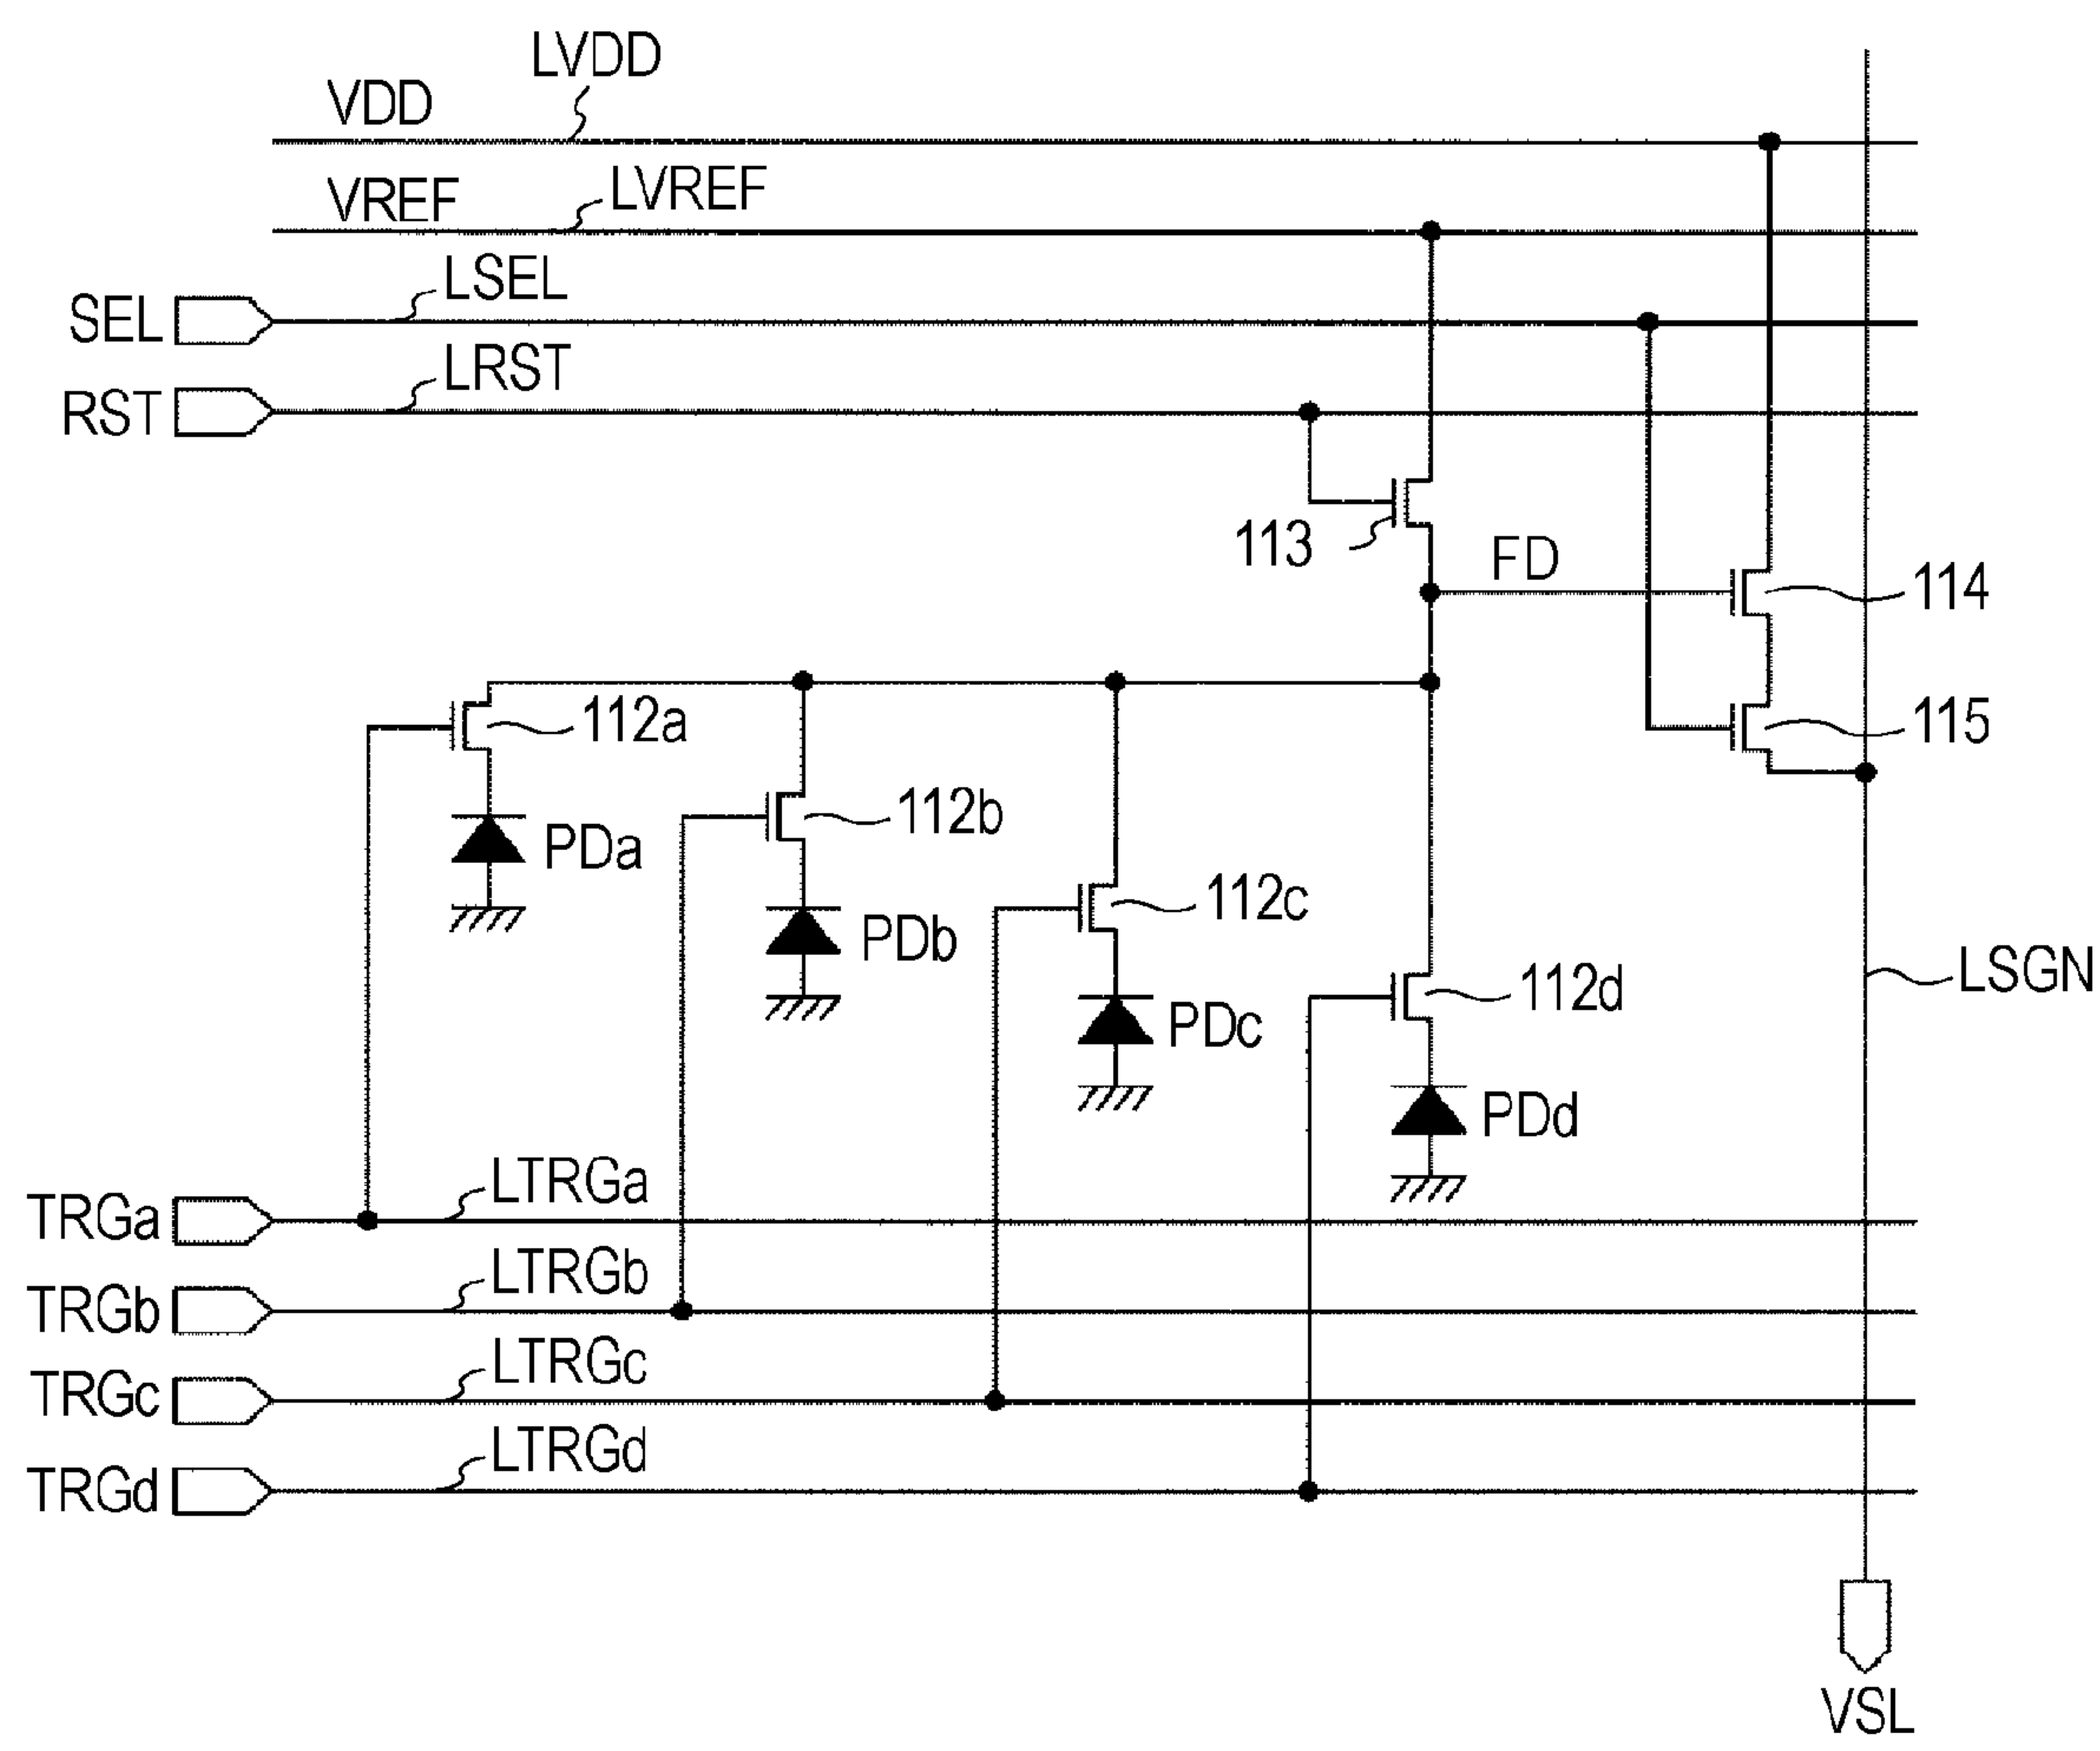 LVDD
VDD
LVREF
VREF
LSEL
SEL
LRST
RST
113
FD
114
112a
115
112b
PDa
112c
PDb
LSGN
112d
PDc
PDd
LTRGa
TRGa
LTRGb
TRGb
LTRGc
TRGc
LTRGd
TRGd
VSL